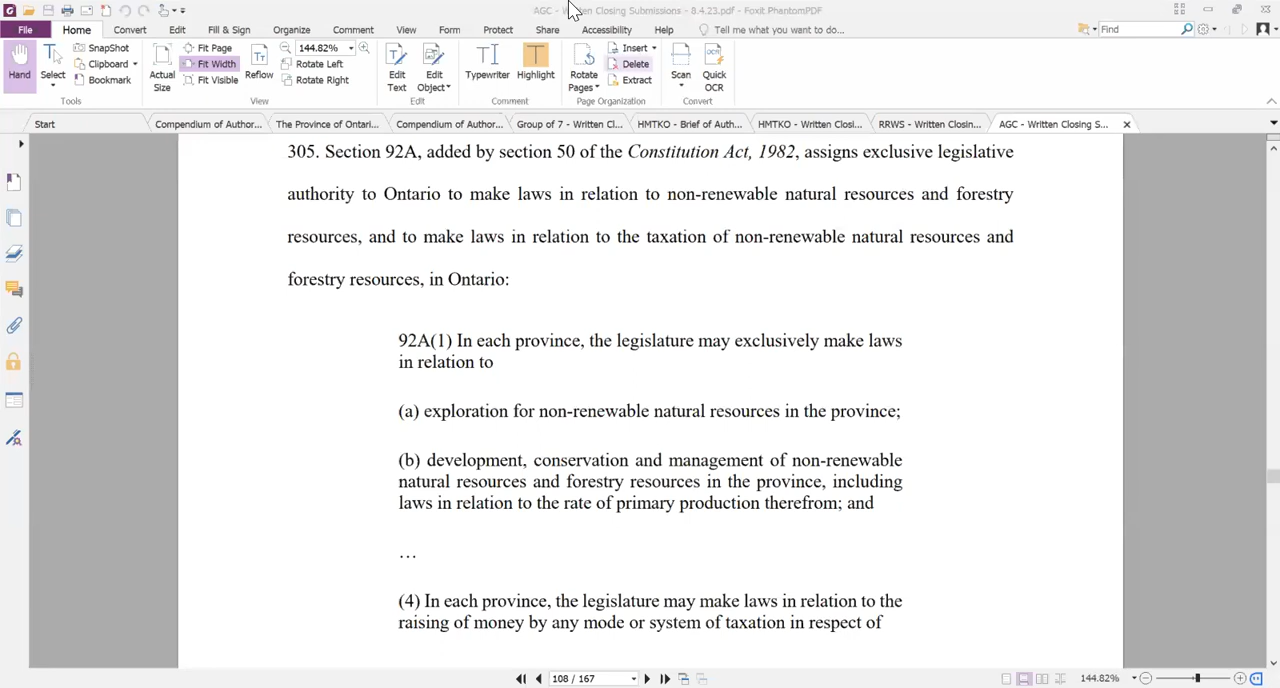 AGC - Written Closing Submissions - 8.4.23.pdf - Foxit PhantomPDF
File Home Convert Edit Fill & Sign Organize Comment View Form Protect Share Accessibility Help Tell me what you want to do... Find
SnapShot Fit Page 144.82% Insert
Hand Select Clipboard Actual Size Fit Width Reflow Rotate Left Edit Text Edit Object Typewriter Highlight Rotate Pages Delete Scan Quick OCR
Bookmark Fit Visible Rotate Right Extract
Tools View Edit Comment Page Organization Convert
Start Compendium of Author... The Province of Ontari... Compendium of Author... Group of 7 - Written Cl... HMTKO - Brief of Auth... HMTKO - Written Closi... RRWS - Written Closin... AGC - Written Closing S...
305. Section 92A, added by section 50 of the Constitution Act, 1982, assigns exclusive legislative
authority to Ontario to make laws in relation to non-renewable natural resources and forestry
resources, and to make laws in relation to the taxation of non-renewable natural resources and
forestry resources, in Ontario:
92A(1) In each province, the legislature may exclusively make laws
in relation to
(a) exploration for non-renewable natural resources in the province;
(b) development, conservation and management of non-renewable
natural resources and forestry resources in the province, including
laws in relation to the rate of primary production therefrom; and
…
(4) In each province, the legislature may make laws in relation to the
raising of money by any mode or system of taxation in respect of
108 / 167 144.82%